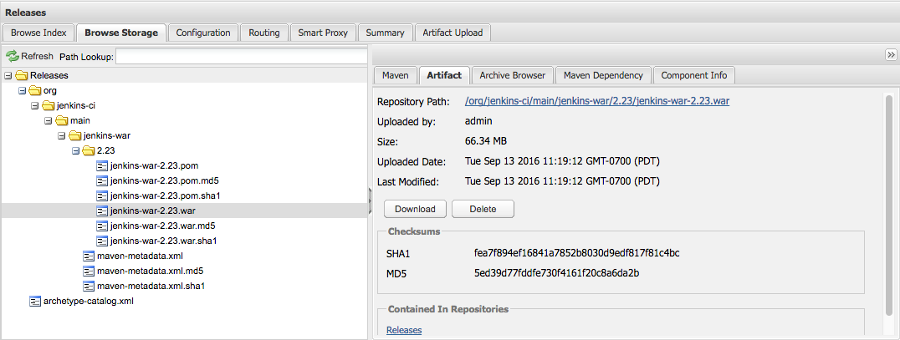 Releases
Browse Index Browse Storage Configuration Routing Smart Proxy Summary Artifact Upload
Refresh Path Lookup:
Releases
org
jenkins-ci
main
jenkins-war
2.23
jenkins-war-2.23.pom
jenkins-war-2.23.pom.md5
jenkins-war-2.23.pom.sha1
jenkins-war-2.23.war
jenkins-war-2.23.war.md5
jenkins-war-2.23.war.sha1
maven-metadata.xml
maven-metadata.xml.md5
maven-metadata.xml.sha1
archetype-catalog.xml
Maven Artifact Archive Browser Maven Dependency Component Info
Repository Path: /org/jenkins-ci/main/jenkins-war/2.23/jenkins-war-2.23.war
Uploaded by: admin
Size: 66.34 MB
Uploaded Date: Tue Sep 13 2016 11:19:12 GMT-0700 (PDT)
Last Modified: Tue Sep 13 2016 11:19:12 GMT-0700 (PDT)
Download Delete
Checksums
SHA1 fea7f894ef16841a7852b8030d9edf817f81c4bc
MD5 5ed39d77fddfe730f4161f20c8a6da2b
Contained In Repositories
Releases